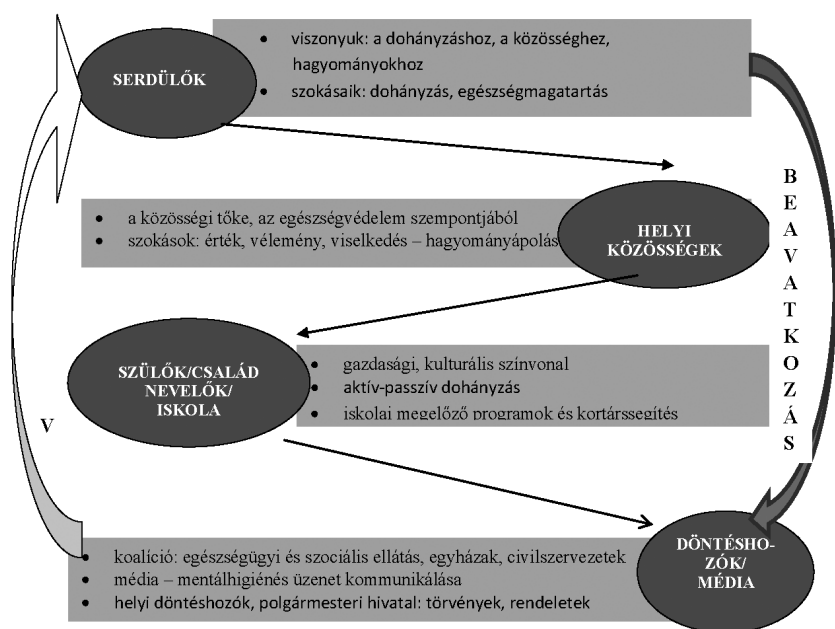 SERDÜLŐK
• viszonyuk: a dohányzáshoz, a közösséghez,
hagyományokhoz
• szokásaik: dohányzás, egészségmagatartás
• a közösségi tőke, az egészségvédelem szempontjából
• szokások: érték, vélemény, viselkedés – hagyományápolás
HELYI
KÖZÖSSÉGEK
BEAVATKOZÁS
SZÜLŐK/CSALÁD
NEVELŐK/
ISKOLA
• gazdasági, kulturális színvonal
• aktív-passzív dohányzás
• iskolai megelőző programok és kortárssegítés
V
• koalíció: egészségügyi és szociális ellátás, egyházak, civilszervezetek
• média – mentálhigiénés üzenet kommunikálása
• helyi döntéshozók, polgármesteri hivatal: törvények, rendeletek
DÖNTÉSHO-
ZÓK/
MÉDIA